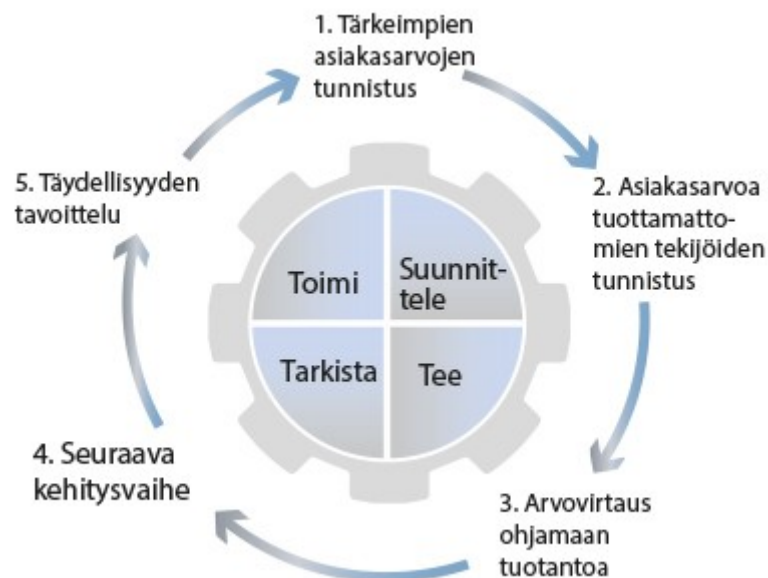 1. Tärkeimpien
asiakasarvojen
tunnistus
2. Asiakasarvoa
tuottamatto-
mien tekijöiden
tunnistus
3. Arvovirtaus
ohjamaan
tuotantoa
4. Seuraava
kehitysvaihe
5. Täydellisyyden
tavoittelu
Toimi
Suunnit-
tele
Tarkista
Tee